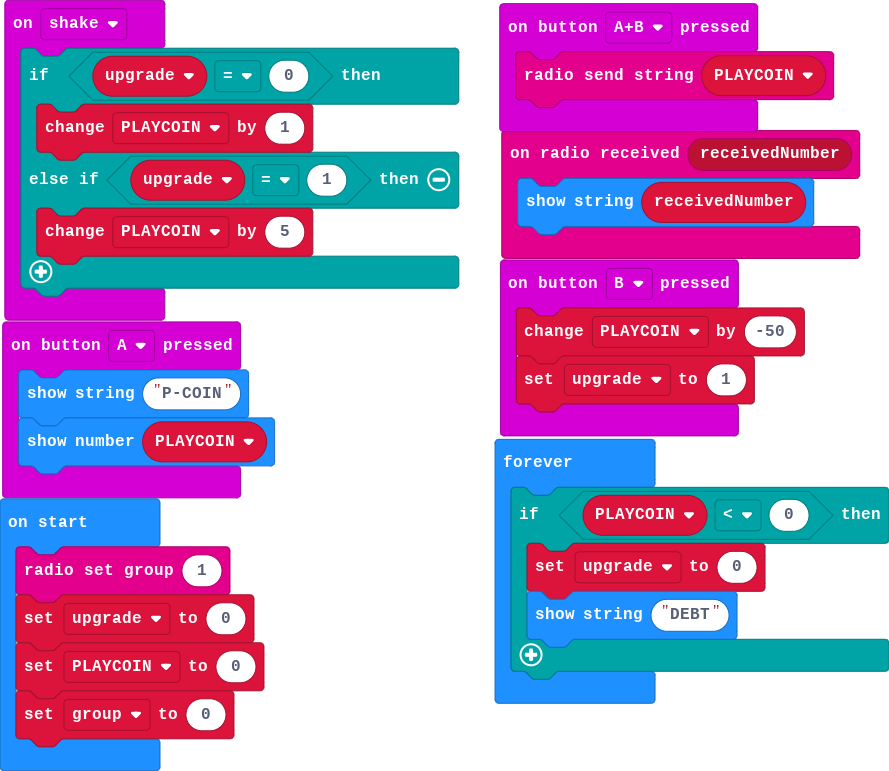 on shake
if upgrade = 0 then
change PLAYCOIN by 1
else if upgrade = 1 then
change PLAYCOIN by 5
on button A pressed
show string "P-COIN"
show number PLAYCOIN
on start
radio set group 1
set upgrade to 0
set PLAYCOIN to 0
set group to 0
on button A+B pressed
radio send string PLAYCOIN
on radio received receivedNumber
show string receivedNumber
on button B pressed
change PLAYCOIN by -50
set upgrade to 1
forever
if PLAYCOIN < 0 then
set upgrade to 0
show string "DEBT"